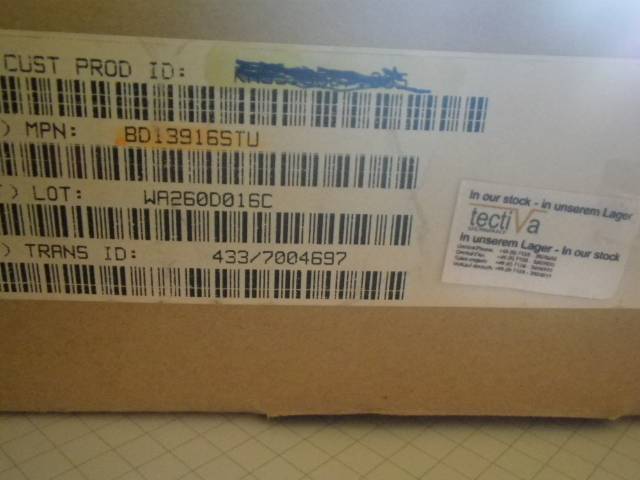 CUST PROD ID:
) MPN: BD13916STU
) LOT: WA260D016C
) TRANS ID: 433/7004697
In our stock - in unserem Lager
tectiva
In unserem Lager - In our stock